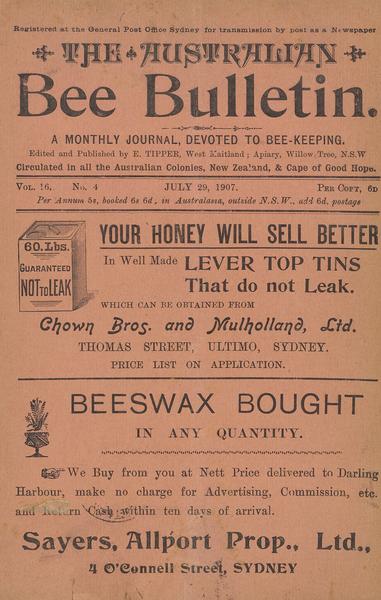 Registered at the General Post Office Sydney for transmission by post as a Newspaper
THE AUSTRALIAN
Bee Bulletin.
A MONTHLY JOURNAL, DEVOTED TO BEE-KEEPING.
Edited and Published by E. TIPPER, West Maitland; Apiary, Willow Tree, N.S.W
Circulated in all the Australian Colonies, New Zealand, & Cape of Good Hope.
VOL. 16. No. 4 JULY 29, 1907. PER COPY, 6D
Per Annum 5s, booked 6s 6d, in Australasia, outside N.S.W., add 6d. postage
60.Lbs.
GUARANTEED
NOT TO LEAK
YOUR HONEY WILL SELL BETTER
In Well Made LEVER TOP TINS
That do not Leak.
WHICH CAN BE OBTAINED FROM
Chown Bros. and Mulholland, Ltd.
THOMAS STREET, ULTIMO, SYDNEY.
PRICE LIST ON APPLICATION.
BEESWAX BOUGHT
IN ANY QUANTITY.
We Buy from you at Nett Price delivered to Darling
Harbour, make no charge for Advertising, Commission, etc.
and Return Cash within ten days of arrival.
Sayers, Allport Prop., Ltd.,
4 O'Connell Street, SYDNEY